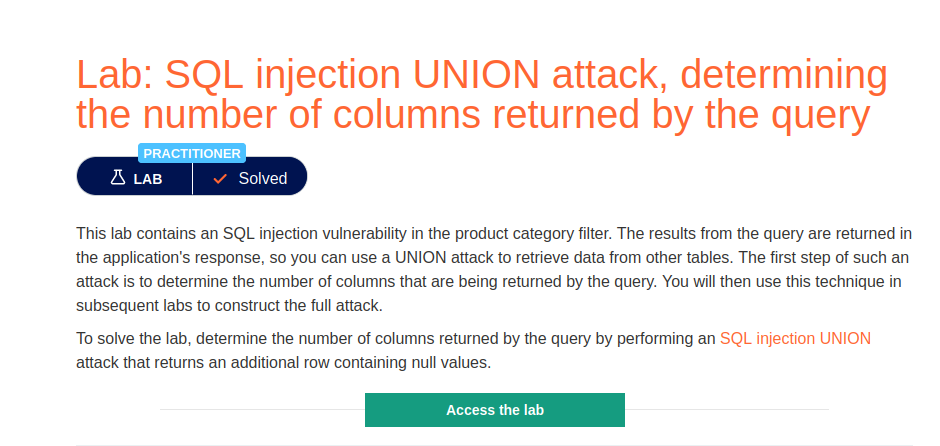 Lab: SQL injection UNION attack, determining
the number of columns returned by the query
PRACTITIONER
LAB
Solved
This lab contains an SQL injection vulnerability in the product category filter. The results from the query are returned in
the application's response, so you can use a UNION attack to retrieve data from other tables. The first step of such an
attack is to determine the number of columns that are being returned by the query. You will then use this technique in
subsequent labs to construct the full attack.
To solve the lab, determine the number of columns returned by the query by performing an SQL injection UNION
attack that returns an additional row containing null values.
Access the lab